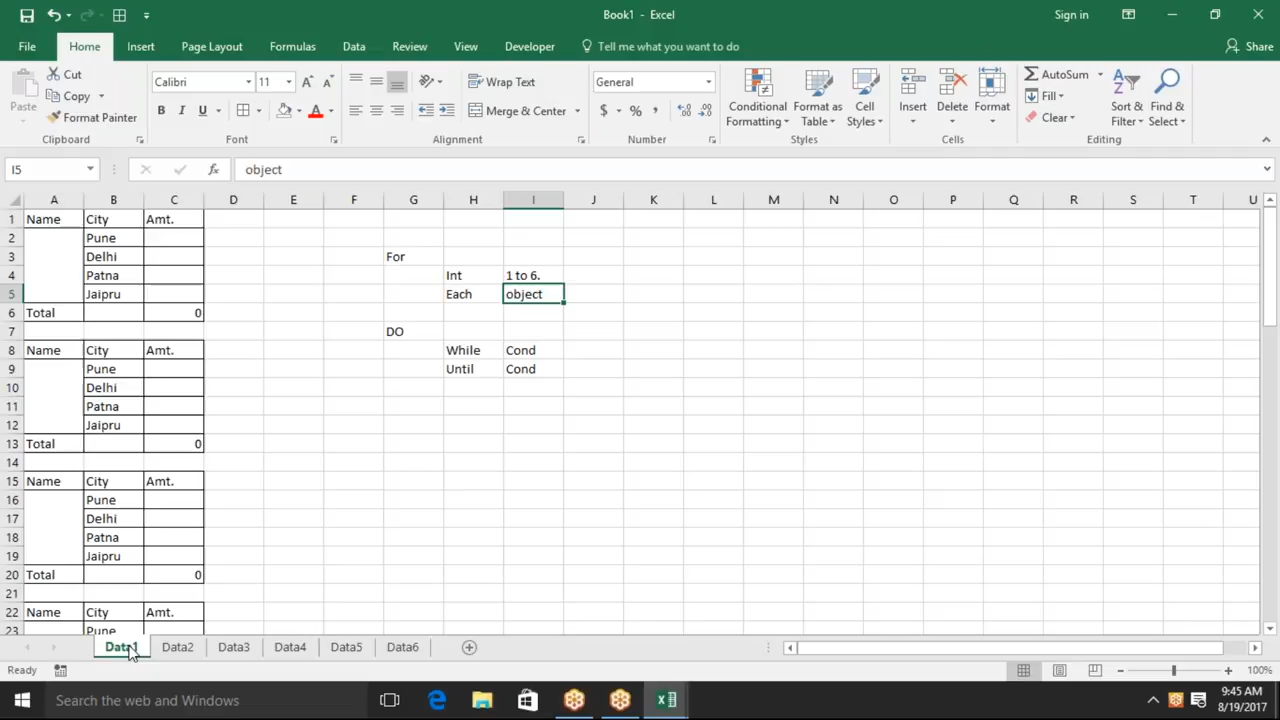 Book1 - Excel
Sign in
File Home Insert Page Layout Formulas Data Review View Developer Tell me what you want to do Share
Paste
Cut
Copy
Format Painter
Clipboard
Calibri 11
B I U
Font
Wrap Text
Merge & Center
Alignment
General
$ % ,
Number
Conditional Formatting
Format as Table
Cell Styles
Styles
Insert
Delete
Format
Cells
AutoSum
Fill
Clear
Sort & Filter
Find & Select
Editing
I5 fx object
A B C D E F G H I J K L M N O P Q R S T U
1 Name City Amt.
2 Pune
3 Delhi For
4 Patna Int 1 to 6.
5 Jaipru Each object
6 Total 0
7 DO
8 Name City Amt. While Cond
9 Pune Until Cond
10 Delhi
11 Patna
12 Jaipru
13 Total 0
14
15 Name City Amt.
16 Pune
17 Delhi
18 Patna
19 Jaipru
20 Total 0
21
22 Name City Amt.
23 Pune
Data1 Data2 Data3 Data4 Data5 Data6
Ready 100%
Search the web and Windows
9:45 AM
8/19/2017